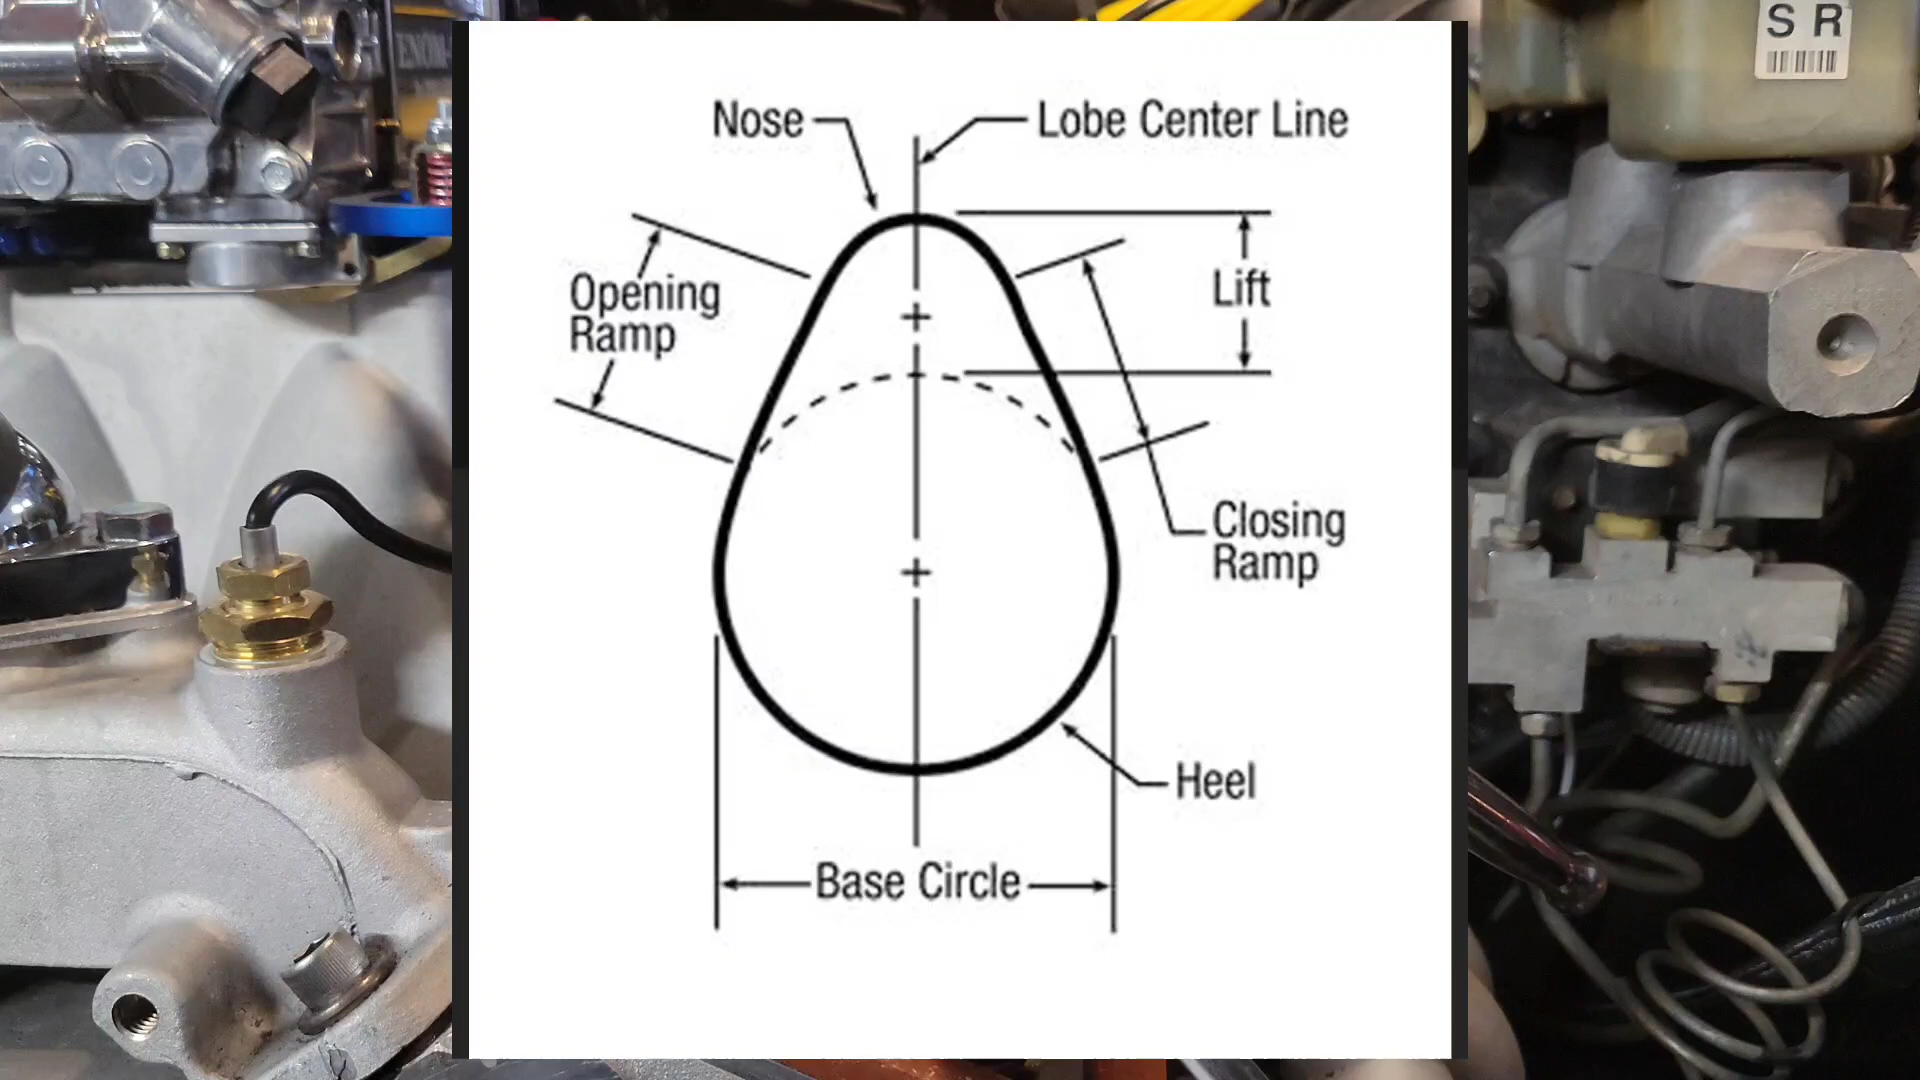 S R
Nose
Lobe Center Line
Opening
Ramp
Lift
Closing
Ramp
Heel
Base Circle